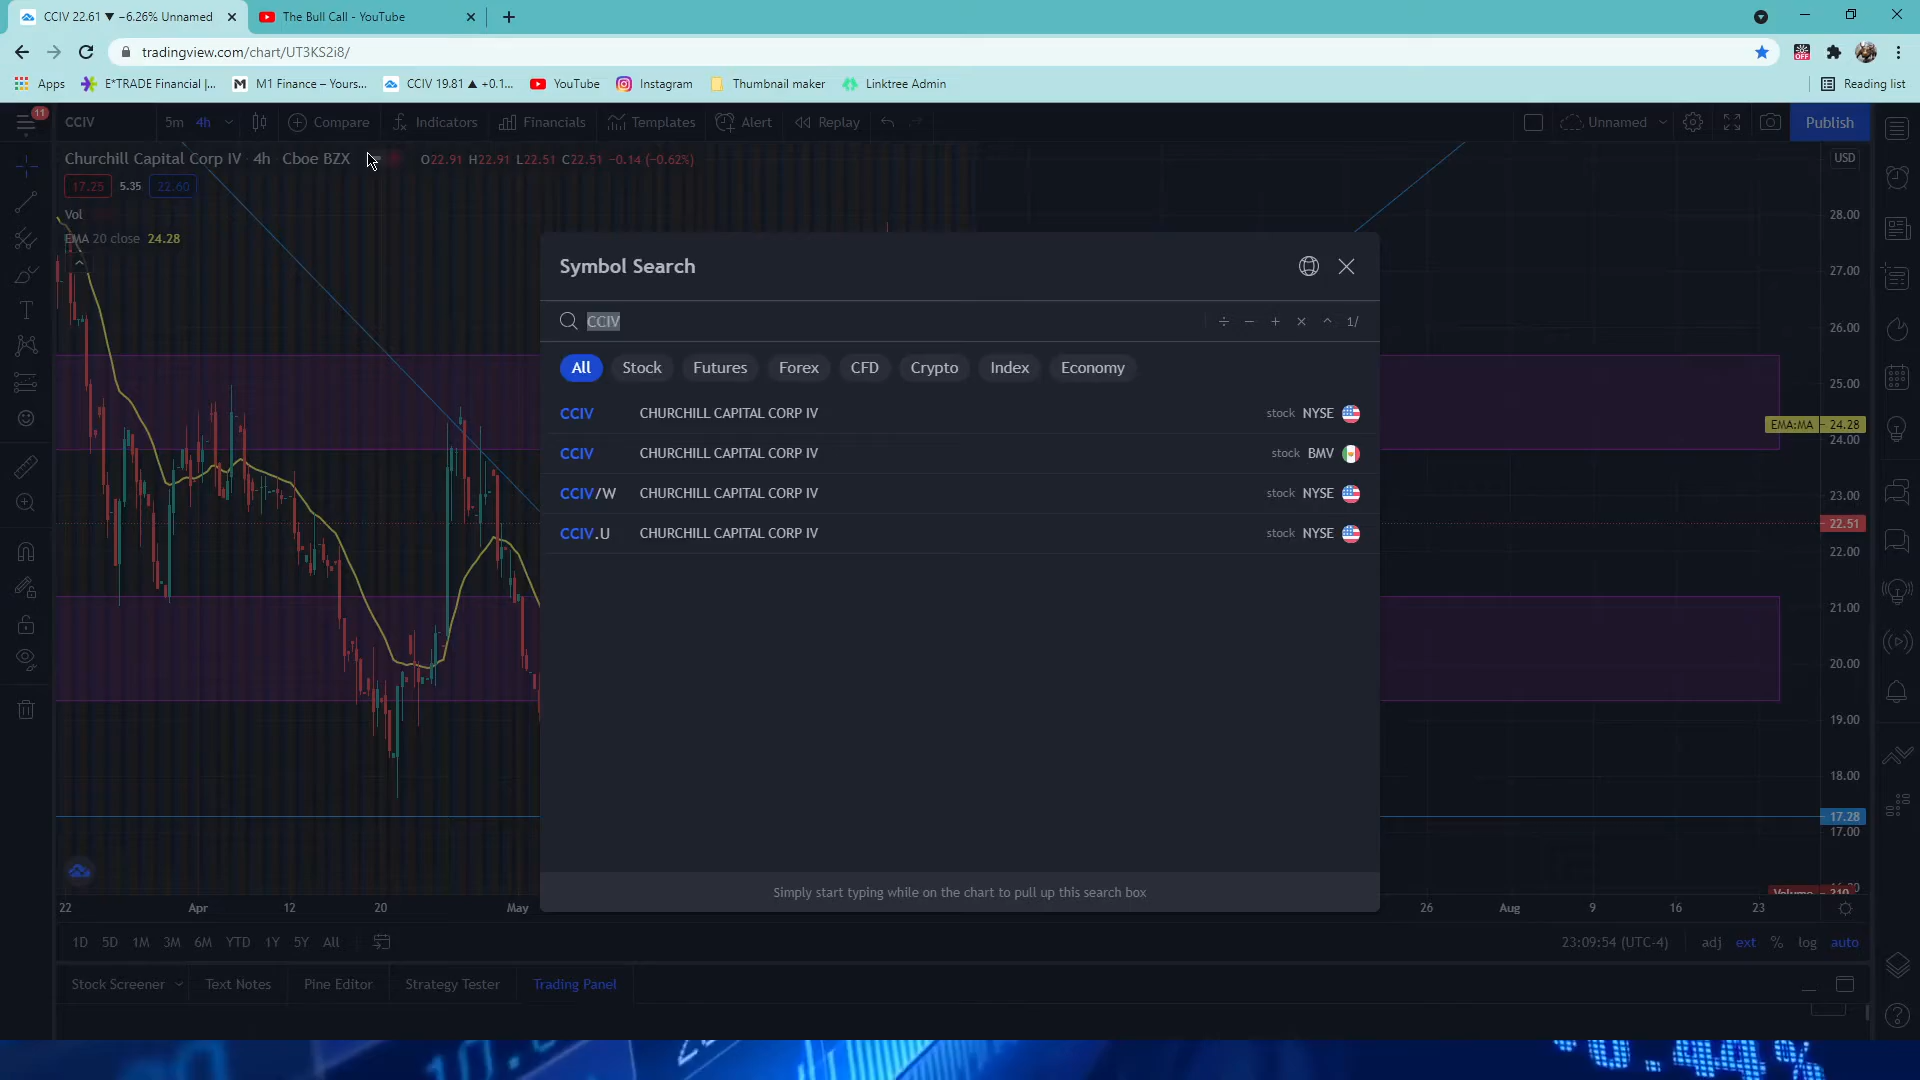 CCIV 22.61 ▼ −6.26% Unnamed
The Bull Call - YouTube
tradingview.com/chart/UT3KS2i8/
Apps
E*TRADE Financial |...
M1 Finance – Yours...
CCIV 19.81 ▲ +0.1...
YouTube
Instagram
Thumbnail maker
Linktree Admin
Reading list
11
CCIV
5m
4h
Compare
Indicators
Financials
Templates
Alert
Replay
Unnamed
Publish
Churchill Capital Corp IV · 4h · Cboe BZX
O22.91 H22.91 L22.51 C22.51 −0.14 (−0.62%)
USD
17.25
5.35
22.60
Vol
EMA 20 close 24.28
Symbol Search
CCIV
÷ − + × ^ 1/
All
Stock
Futures
Forex
CFD
Crypto
Index
Economy
CCIV CHURCHILL CAPITAL CORP IV stock NYSE
CCIV CHURCHILL CAPITAL CORP IV stock BMV
CCIV/W CHURCHILL CAPITAL CORP IV stock NYSE
CCIV.U CHURCHILL CAPITAL CORP IV stock NYSE
Simply start typing while on the chart to pull up this search box
28.00
27.00
26.00
25.00
EMA:MA 24.28
24.00
23.00
22.51
22.00
21.00
20.00
19.00
18.00
17.28
17.00
Volume 210
22
Apr
12
20
May
26
Aug
9
16
23
1D
5D
1M
3M
6M
YTD
1Y
5Y
All
23:09:54 (UTC-4)
adj
ext
%
log
auto
Stock Screener
Text Notes
Pine Editor
Strategy Tester
Trading Panel
0.44%